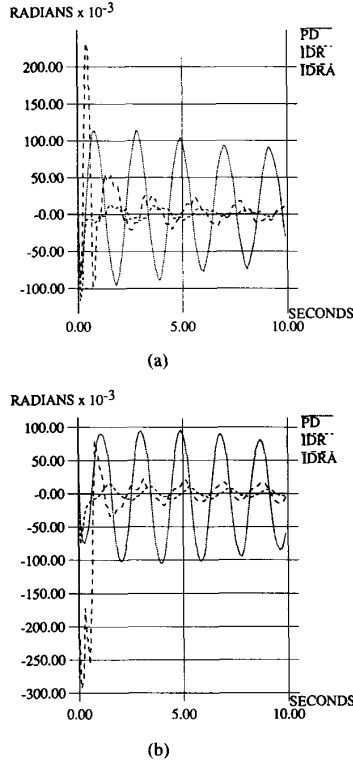 RADIANS x 10-3
PD
IDR
IDRA
200.00
150.00
100.00
50.00
-0.00
-50.00
-100.00
0.00 5.00 10.00
SECONDS
(a)
RADIANS x 10-3
PD
IDR
IDRA
100.00
50.00
-0.00
-50.00
-100.00
-150.00
-200.00
-250.00
-300.00
0.00 5.00 10.00
SECONDS
(b)